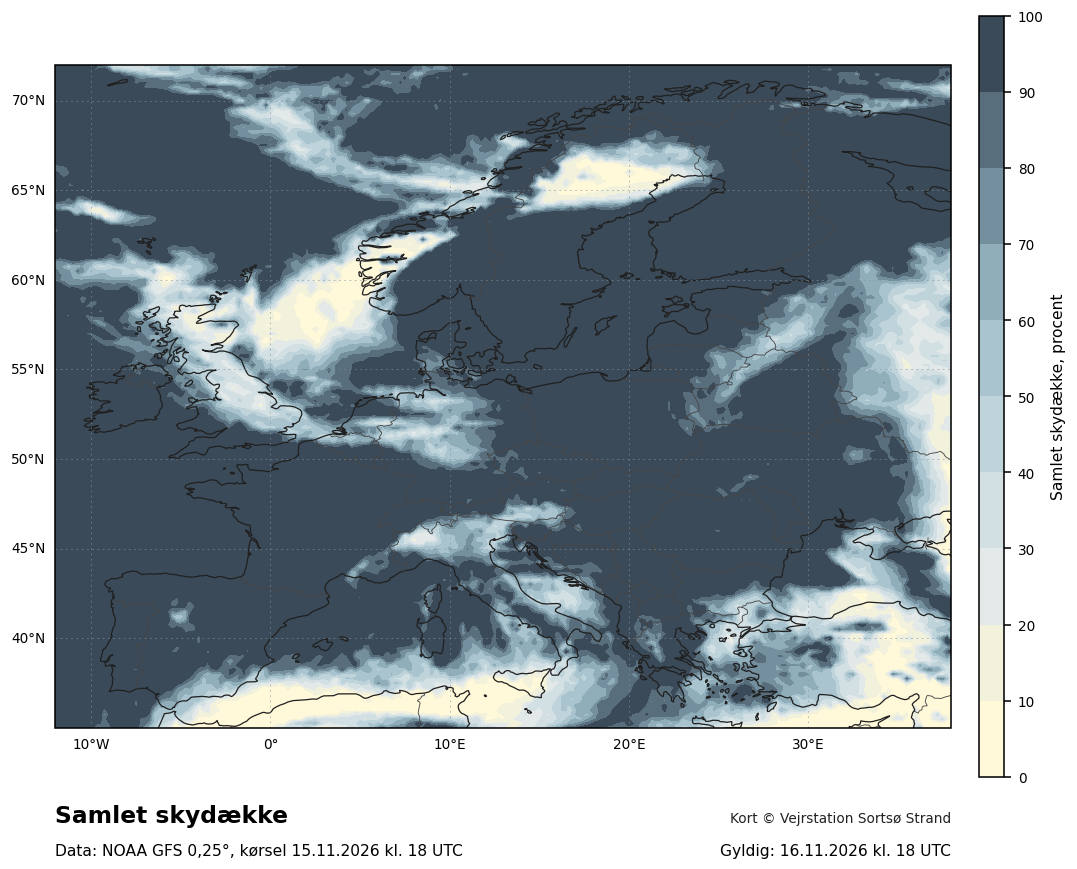 100
90
80
70
60
50
40
30
20
10
0
Samlet skydække, procent
70°N
65°N
60°N
55°N
50°N
45°N
40°N
10°W
0°
10°E
20°E
30°E
Samlet skydække
Kort © Vejrstation Sortsø Strand
Data: NOAA GFS 0,25°, kørsel 15.11.2026 kl. 18 UTC
Gyldig: 16.11.2026 kl. 18 UTC